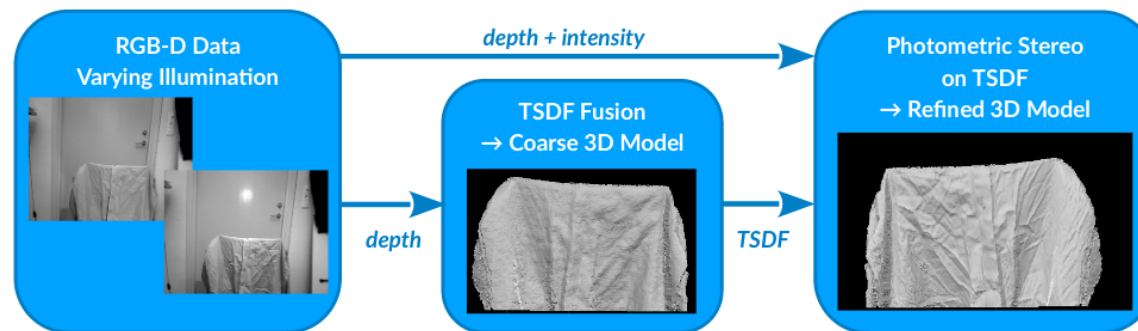 RGB-D Data
Varying Illumination
depth + intensity
depth
TSDF Fusion
→ Coarse 3D Model
TSDF
Photometric Stereo
on TSDF
→ Refined 3D Model